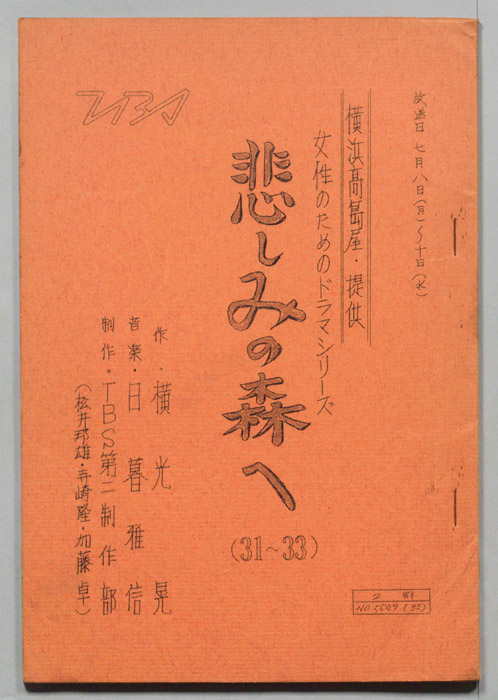 放送日 七月八日(月)〜十日(水)
横浜髙島屋・提供
女性のためのドラマシリーズ
悲しみの森へ
(31〜33)
作・横光晃
音楽・日暮雅信
制作・TBS第二制作部
(松井邦雄・寺崎隆・加藤卓)
TBS
NO 5549-(33)